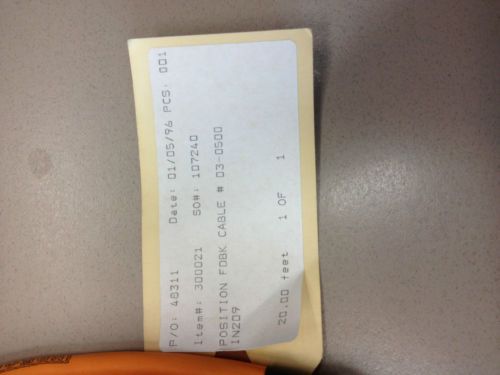 P/O: 48311 Date: 01/05/96 PCS: 001
Item#: 300021 SO#: 107240
POSITION FDBK CABLE # 03-0500
IN209
20.00 feet 1 OF 1